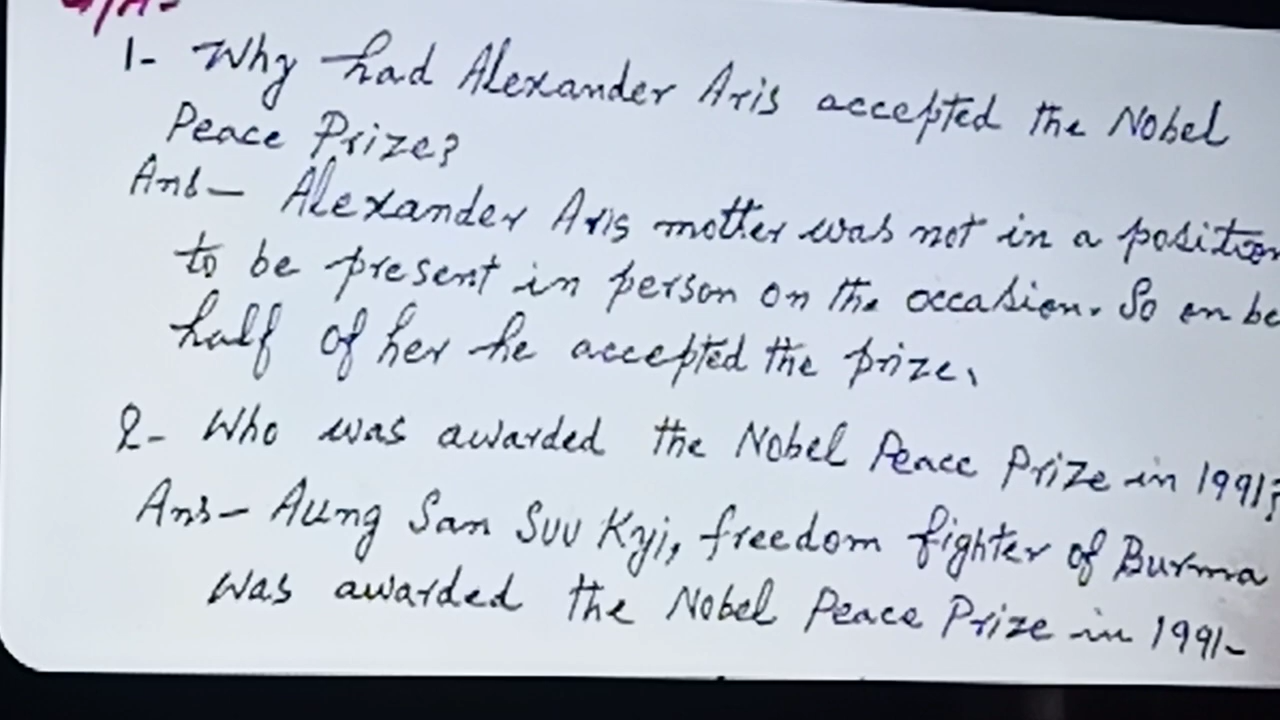 Q/A-
1- Why had Alexander Aris accepted the Nobel
Peace Prize?
Ans- Alexander Aris mother was not in a position
to be present in person on the occasion. So on be
half of her he accepted the prize.
2- Who was awarded the Nobel Peace Prize in 1991?
Ans- Aung San Suu Kyi, freedom fighter of Burma
was awarded the Nobel Peace Prize in 1991-